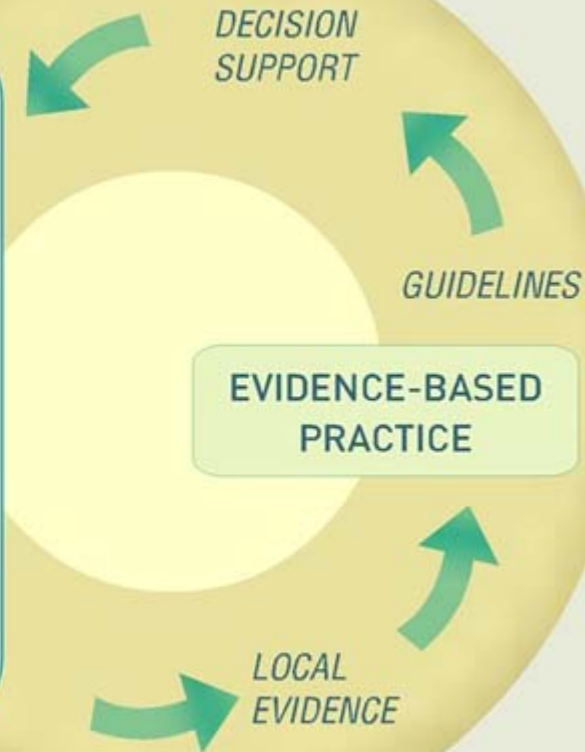 DECISION
SUPPORT
GUIDELINES
EVIDENCE-BASED
PRACTICE
LOCAL
EVIDENCE